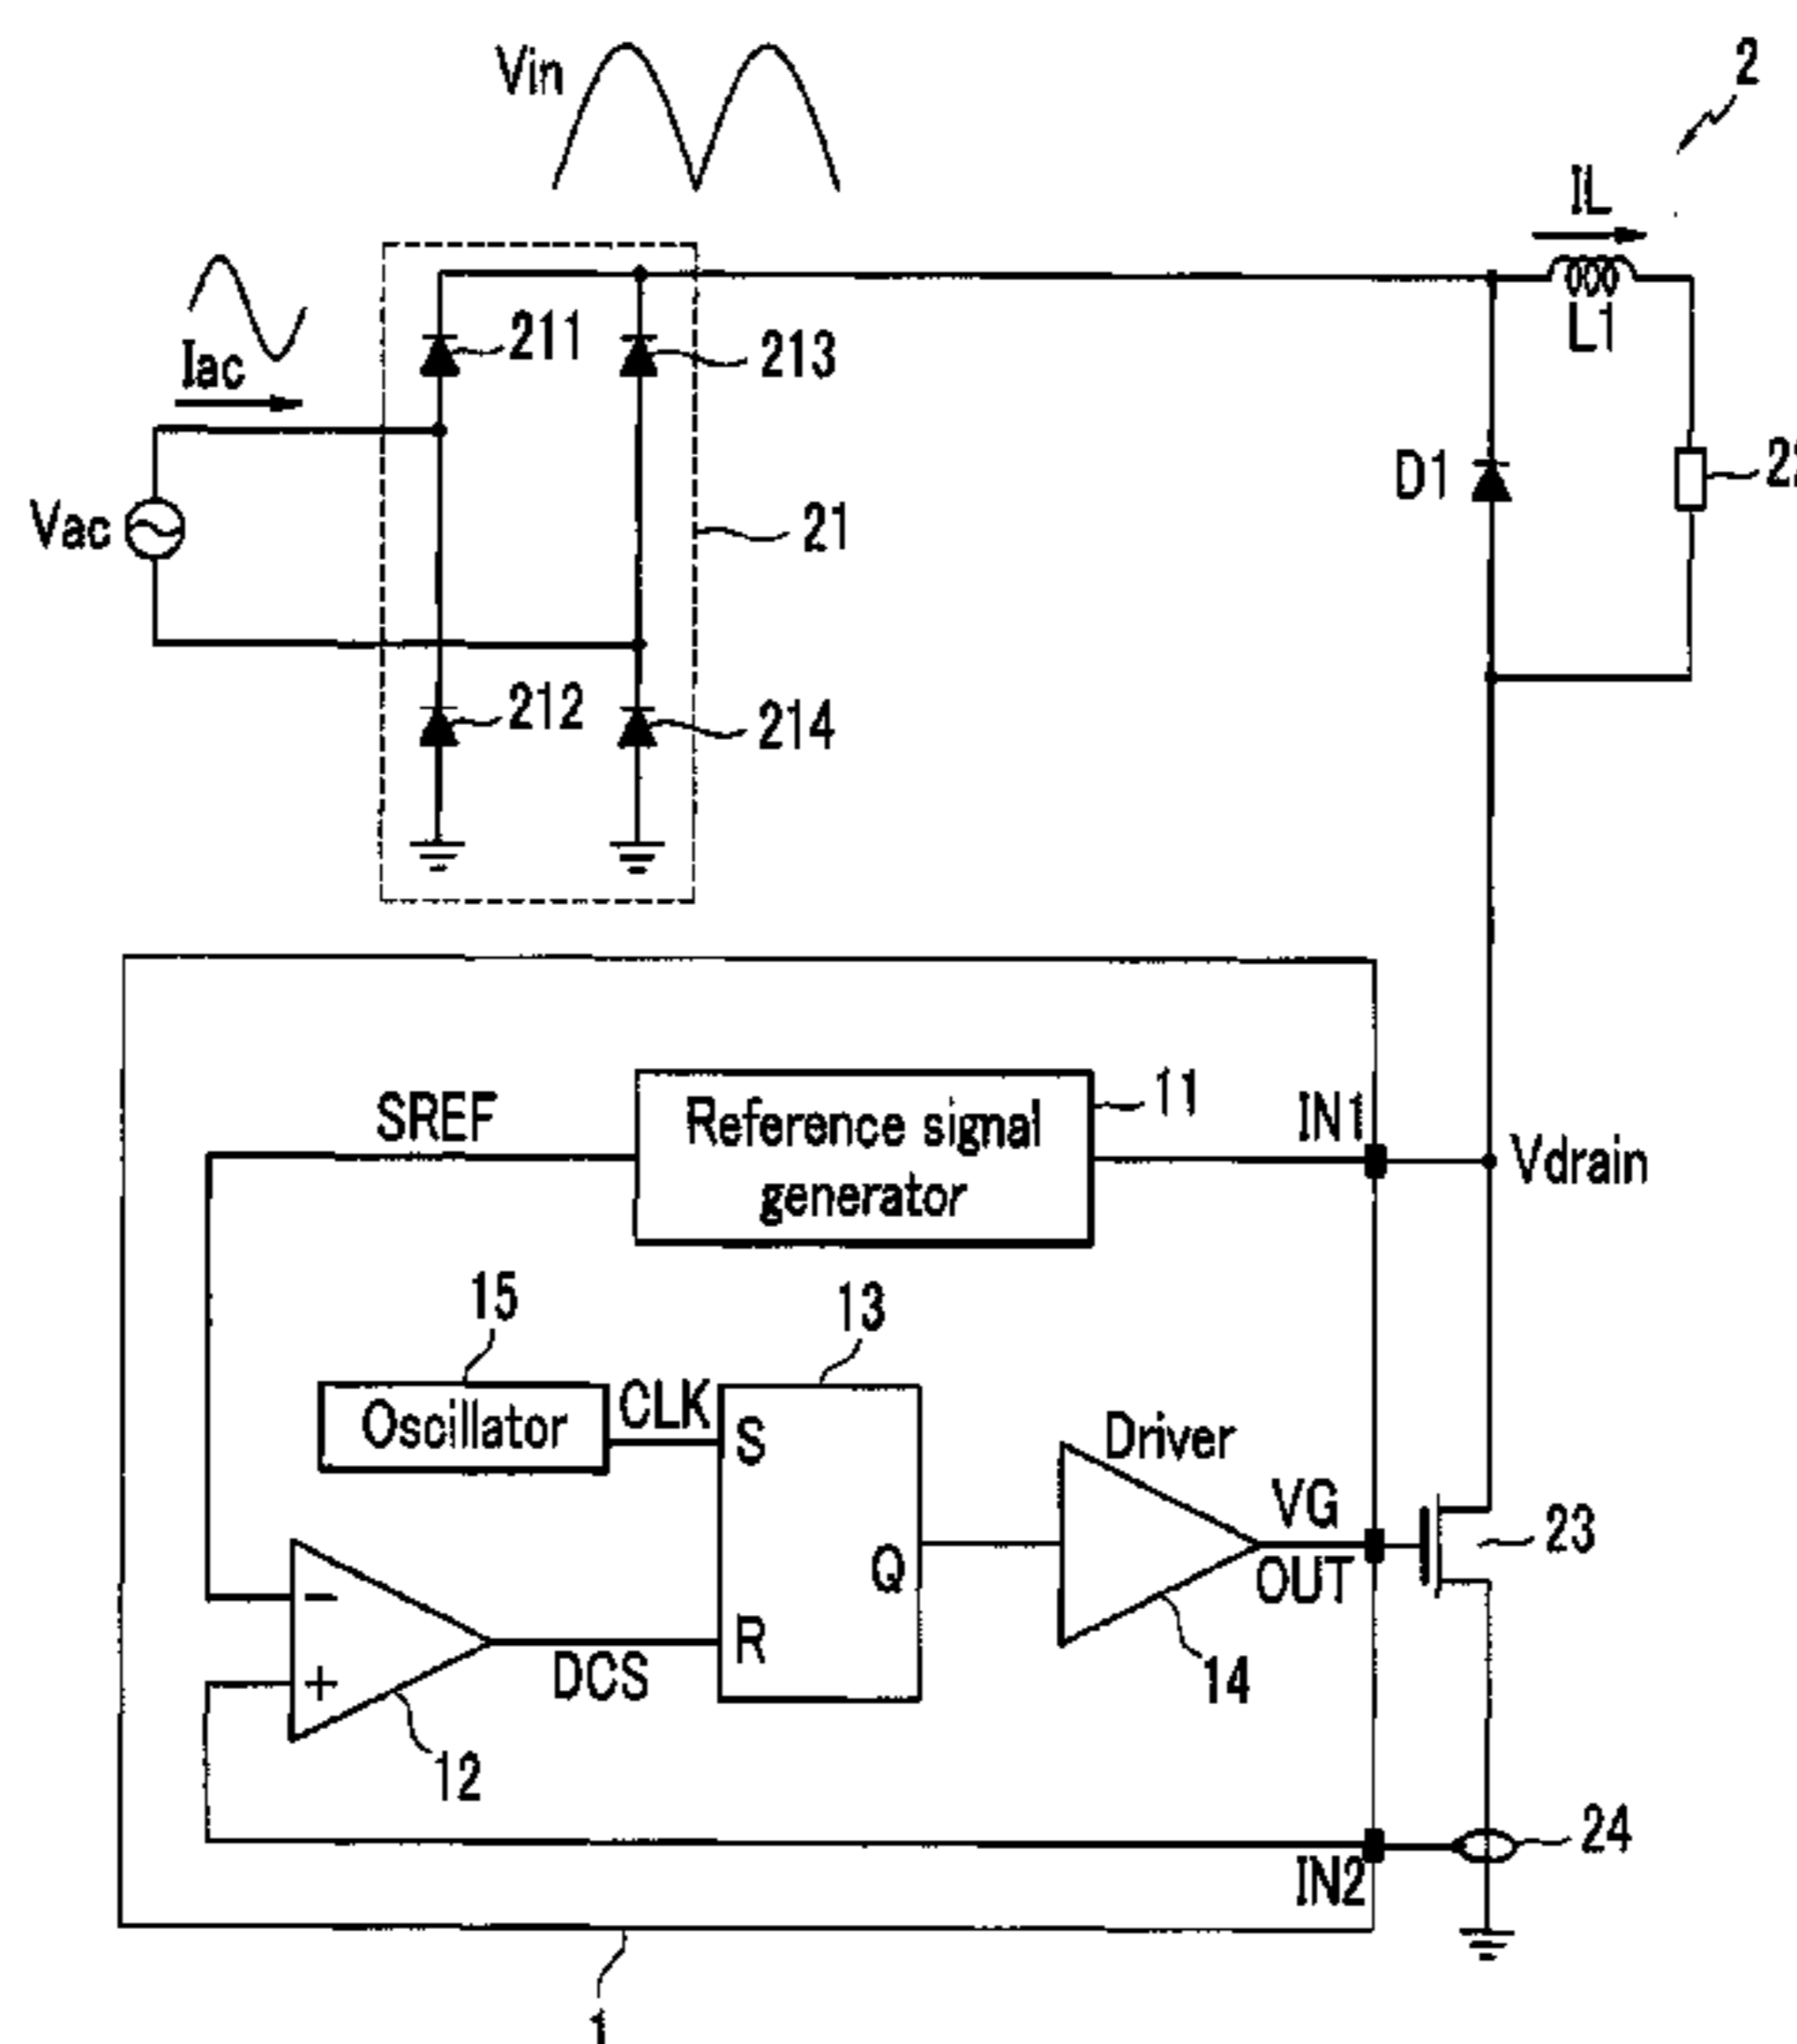 Vin
2
IL
L1
Iac
211
213
D1
22
Vac
21
212
214
SREF
Reference signal
generator
11
IN1
Vdrain
15
13
Oscillator
CLK
S
Driver
VG
OUT
23
Q
−
+
DCS
R
14
12
24
IN2
1